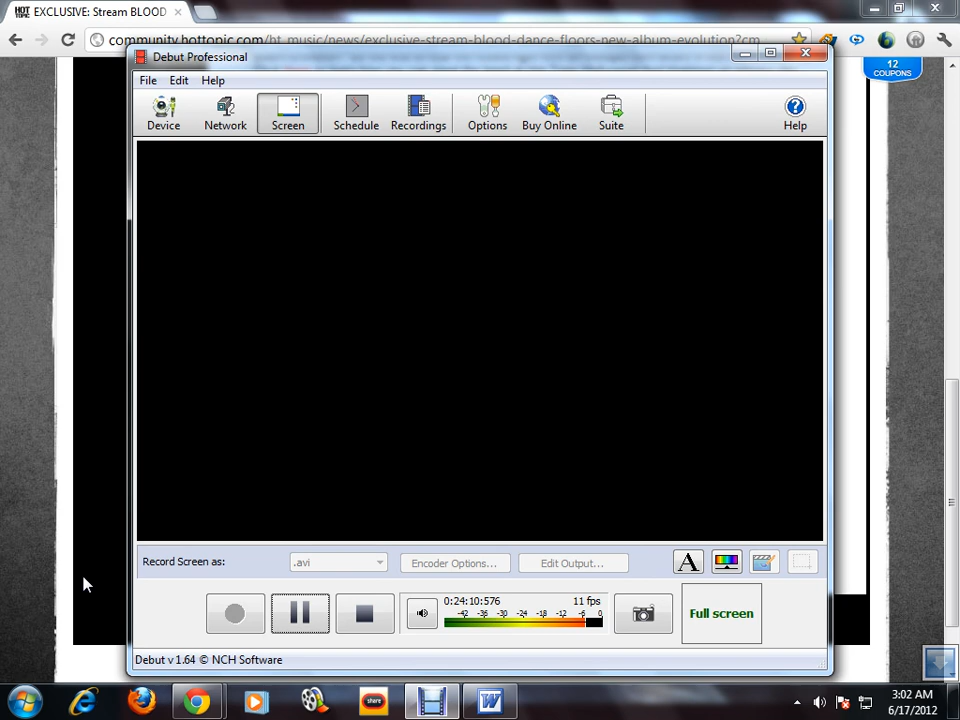 HOT TOPIC EXCLUSIVE: Stream BLOOD
community.hottopic.com/ht_music/news/exclusive-stream-blood-dance-floors-new-album-evolution?cm
12
COUPONS
Debut Professional
File Edit Help
Device Network Screen Schedule Recordings Options Buy Online Suite Help
Record Screen as: .avi Encoder Options... Edit Output...
A
0:24:10:576 11 fps
-42 -36 -30 -24 -18 -12 -6 0
Full screen
Debut v 1.64 © NCH Software
share
W
3:02 AM
6/17/2012